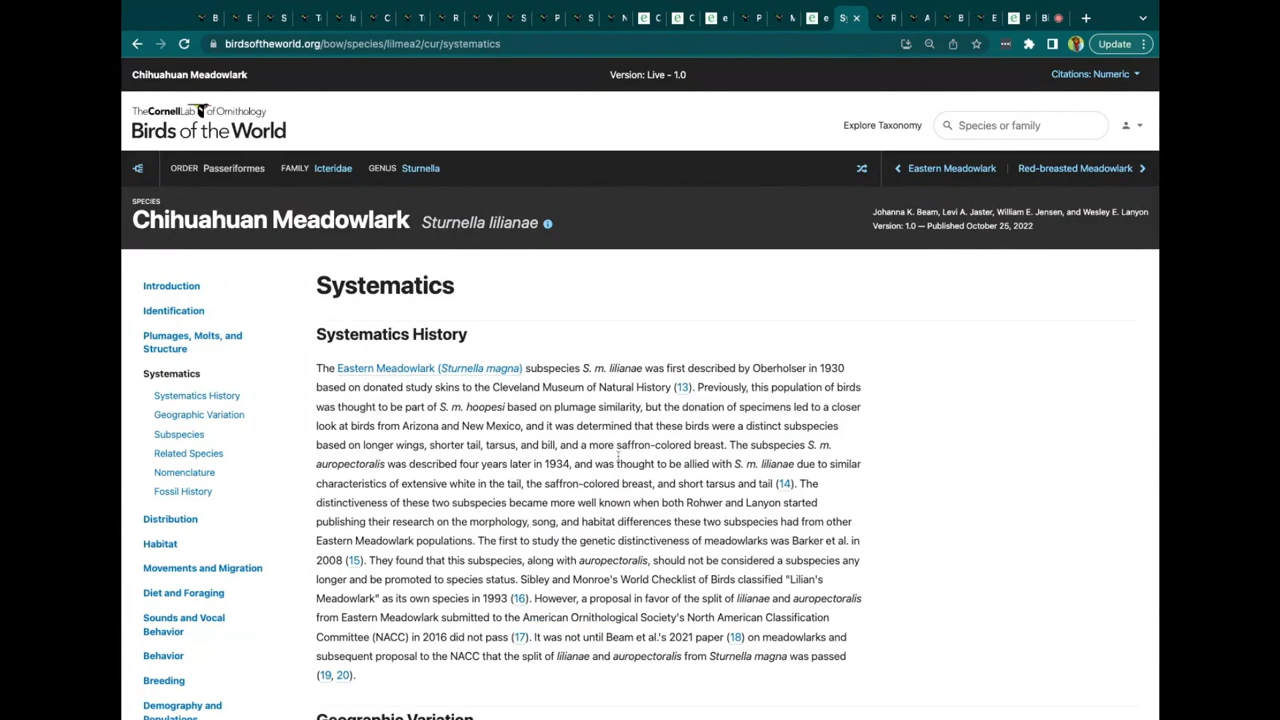 B E S T la C T R Y S P S N C C e P M e S R A B E P Bl
birdsoftheworld.org/bow/species/lilmea2/cur/systematics
Update
Chihuahuan Meadowlark
Version: Live - 1.0
Citations: Numeric
TheCornellLab of Ornithology
Birds of the World
Explore Taxonomy
Species or family
ORDER Passeriformes FAMILY Icteridae GENUS Sturnella
Eastern Meadowlark
Red-breasted Meadowlark
SPECIES
Chihuahuan Meadowlark Sturnella lilianae
Johanna K. Beam, Levi A. Jaster, William E. Jensen, and Wesley E. Lanyon
Version: 1.0 — Published October 25, 2022
Introduction
Identification
Plumages, Molts, and
Structure
Systematics
Systematics History
Geographic Variation
Subspecies
Related Species
Nomenclature
Fossil History
Distribution
Habitat
Movements and Migration
Diet and Foraging
Sounds and Vocal
Behavior
Behavior
Breeding
Demography and
Populations
Systematics
Systematics History
The Eastern Meadowlark (Sturnella magna) subspecies S. m. lilianae was first described by Oberholser in 1930
based on donated study skins to the Cleveland Museum of Natural History (13). Previously, this population of birds
was thought to be part of S. m. hoopesi based on plumage similarity, but the donation of specimens led to a closer
look at birds from Arizona and New Mexico, and it was determined that these birds were a distinct subspecies
based on longer wings, shorter tail, tarsus, and bill, and a more saffron-colored breast. The subspecies S. m.
auropectoralis was described four years later in 1934, and was thought to be allied with S. m. lilianae due to similar
characteristics of extensive white in the tail, the saffron-colored breast, and short tarsus and tail (14). The
distinctiveness of these two subspecies became more well known when both Rohwer and Lanyon started
publishing their research on the morphology, song, and habitat differences these two subspecies had from other
Eastern Meadowlark populations. The first to study the genetic distinctiveness of meadowlarks was Barker et al. in
2008 (15). They found that this subspecies, along with auropectoralis, should not be considered a subspecies any
longer and be promoted to species status. Sibley and Monroe's World Checklist of Birds classified "Lilian's
Meadowlark" as its own species in 1993 (16). However, a proposal in favor of the split of lilianae and auropectoralis
from Eastern Meadowlark submitted to the American Ornithological Society's North American Classification
Committee (NACC) in 2016 did not pass (17). It was not until Beam et al.'s 2021 paper (18) on meadowlarks and
subsequent proposal to the NACC that the split of lilianae and auropectoralis from Sturnella magna was passed
(19, 20).
Geographic Variation